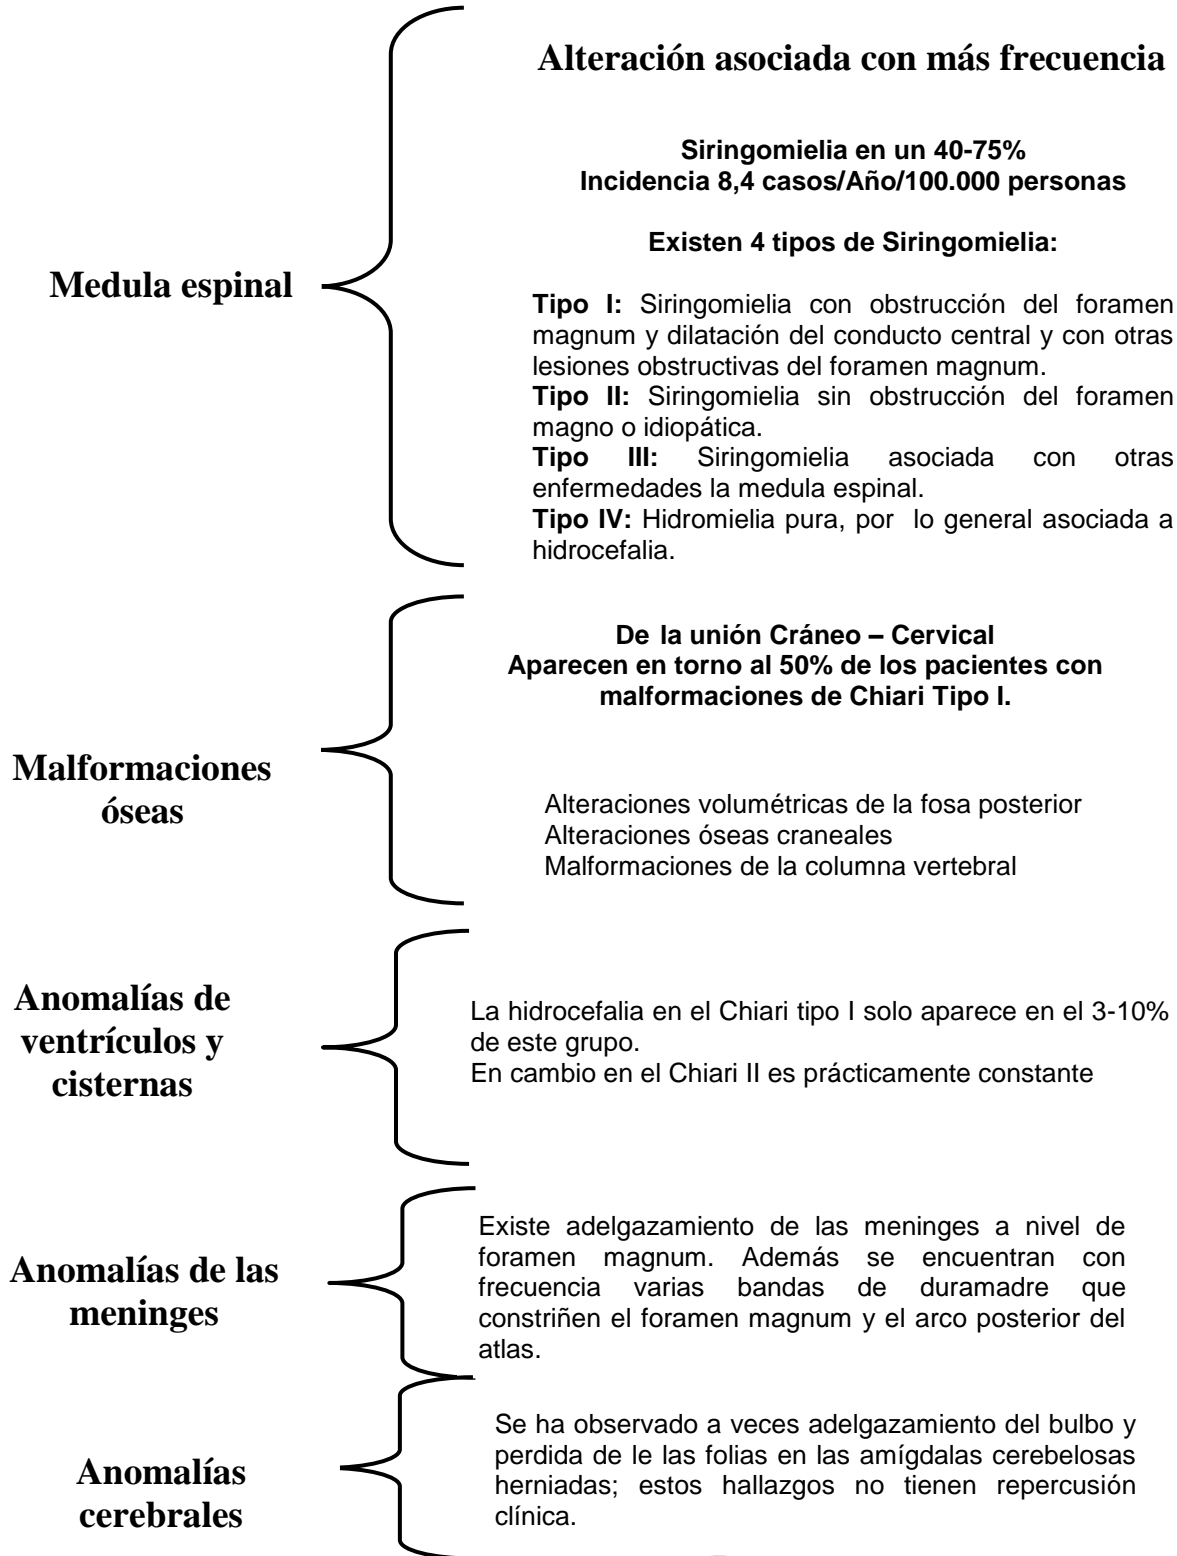 Alteración asociada con más frecuencia
Siringomielia en un 40-75%
Incidencia 8,4 casos/Año/100.000 personas
Existen 4 tipos de Siringomielia:
Medula espinal
Tipo I: Siringomielia con obstrucción del foramen
magnum y dilatación del conducto central y con otras
lesiones obstructivas del foramen magnum.
Tipo II: Siringomielia sin obstrucción del foramen
magno o idiopática.
Tipo III: Siringomielia asociada con otras
enfermedades la medula espinal.
Tipo IV: Hidromielia pura, por lo general asociada a
hidrocefalia.
De la unión Cráneo – Cervical
Aparecen en torno al 50% de los pacientes con
malformaciones de Chiari Tipo I.
Malformaciones
óseas
Alteraciones volumétricas de la fosa posterior
Alteraciones óseas craneales
Malformaciones de la columna vertebral
Anomalías de
ventrículos y
cisternas
La hidrocefalia en el Chiari tipo I solo aparece en el 3-10%
de este grupo.
En cambio en el Chiari II es prácticamente constante
Anomalías de las
meninges
Existe adelgazamiento de las meninges a nivel de
foramen magnum. Además se encuentran con
frecuencia varias bandas de duramadre que
constriñen el foramen magnum y el arco posterior del
atlas.
Anomalías
cerebrales
Se ha observado a veces adelgazamiento del bulbo y
perdida de le las folias en las amígdalas cerebelosas
herniadas; estos hallazgos no tienen repercusión
clínica.